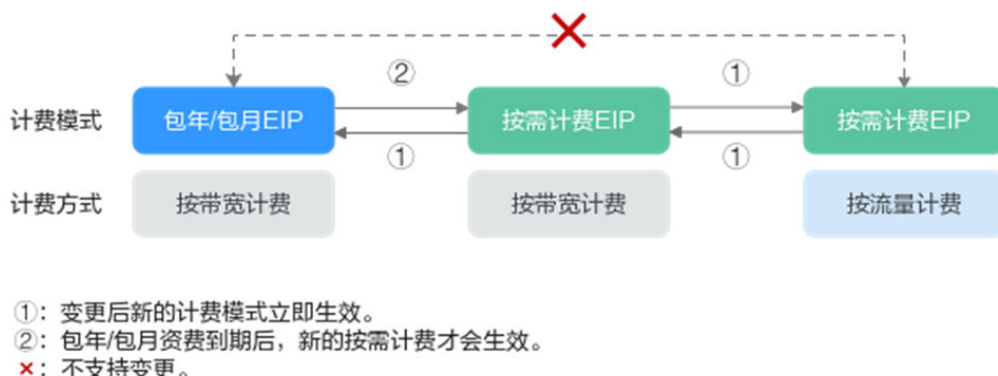 ② ①
计费模式 包年/包月EIP 按需计费EIP 按需计费EIP
① ①
计费方式 按带宽计费 按带宽计费 按流量计费
①：变更后新的计费模式立即生效。
②：包年/包月资费到期后，新的按需计费才会生效。
×：不支持变更。